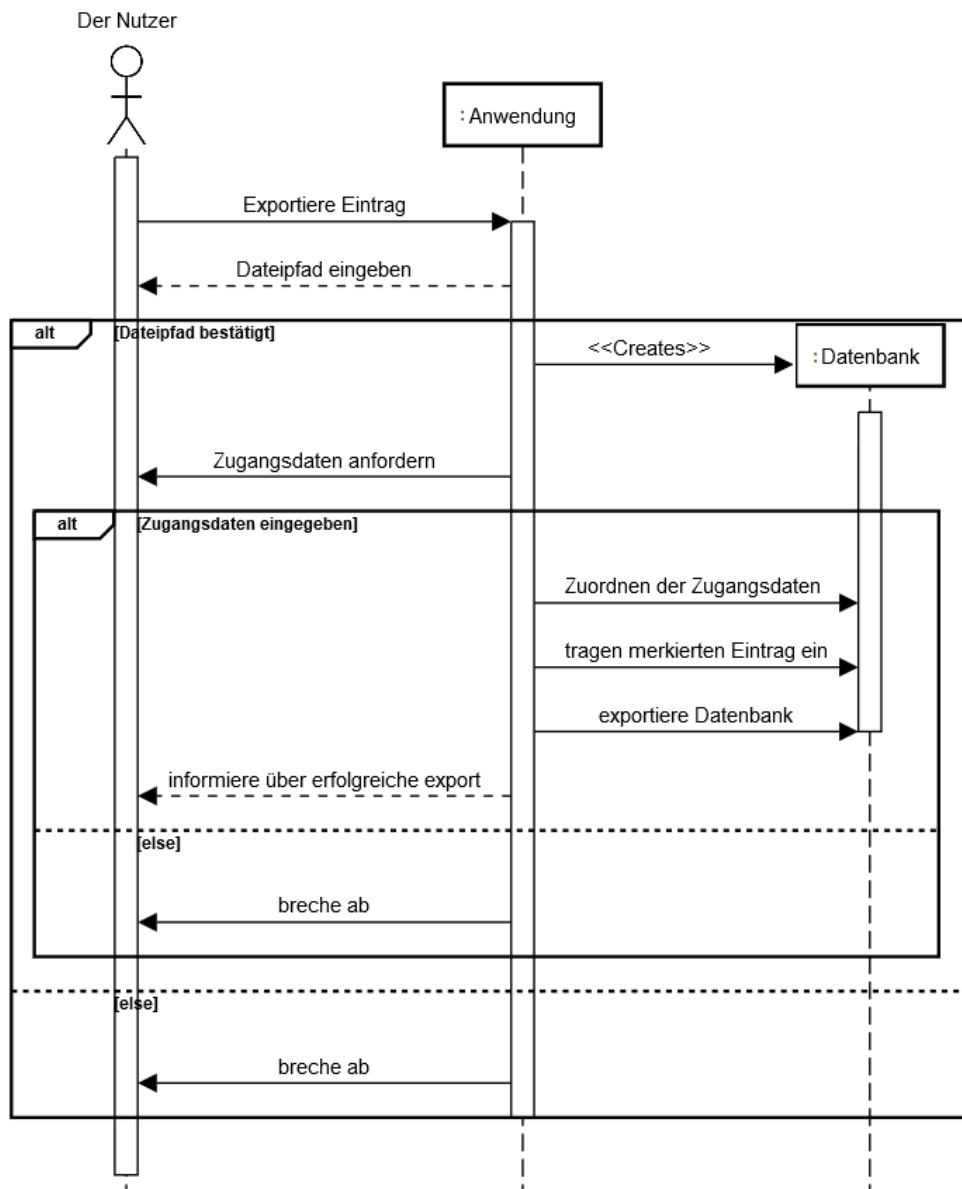 Der Nutzer
: Anwendung
Exportiere Eintrag
Dateipfad eingeben
alt [Dateipfad bestätigt]
<<Creates>>
: Datenbank
Zugangsdaten anfordern
alt [Zugangsdaten eingegeben]
Zuordnen der Zugangsdaten
tragen merkierten Eintrag ein
exportiere Datenbank
informiere über erfolgreiche export
[else]
breche ab
[else]
breche ab